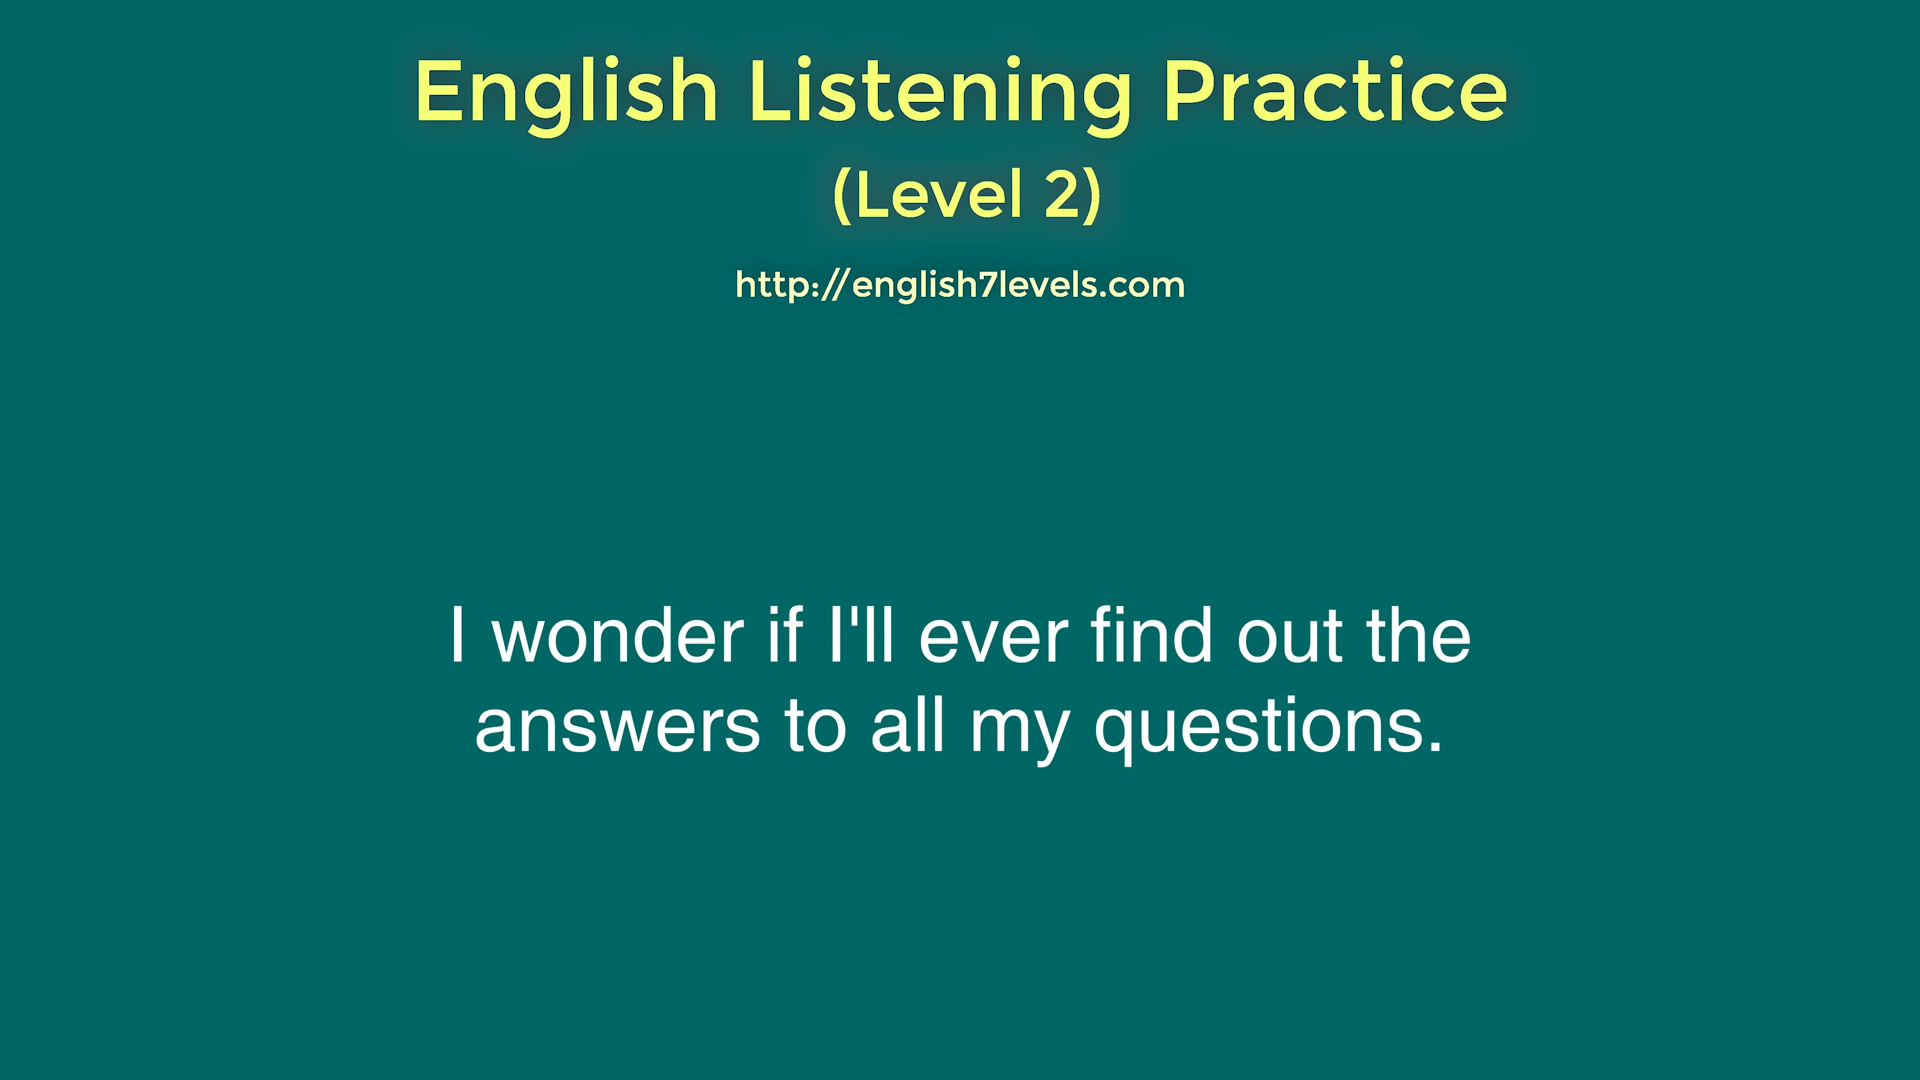 English Listening Practice
(Level 2)
http://english7levels.com
I wonder if I'll ever find out the
answers to all my questions.